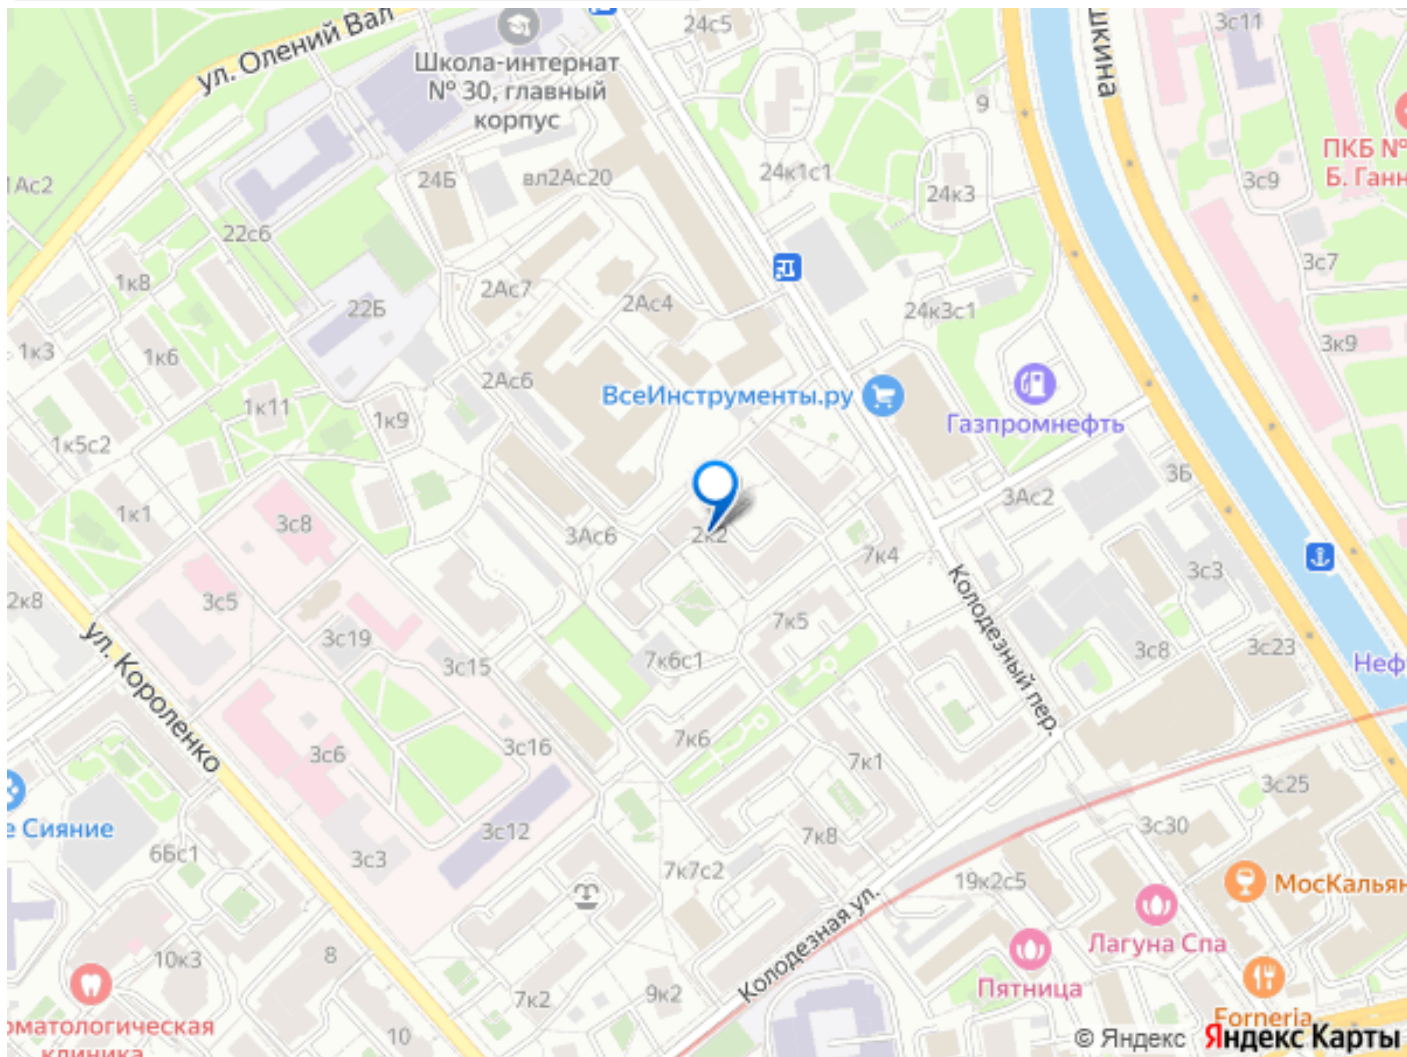 24с5
3с11
шкина
ул. Олений Вал
Школа-интернат
№ 30, главный
корпус
9
ПКБ №
Б. Ганн
1Ас2
24Б
вл2Ас20
24к1с1
24к3
3с9
22с6
3с7
1к8
2Ас7
2Ас4
22Б
24к3с1
1к3
1к6
3к9
2Ас6
ВсеИнструменты.ру
1к11
1к9
Газпромнефть
1к5с2
3Б
3Ас2
1к1
3с8
3Ас6
2к2
7к4
3с3
2к8
3с5
Колодезный пер.
7к5
3с19
3с15
7к6с1
3с8
3с23
Неф
ул. Короленко
3с6
3с16
7к6
7к1
3с25
е Сияние
6Бс1
3с3
3с12
7к8
3с30
7к7с2
19к2с5
МосКальян
Колодезная ул.
Лагуна Спа
10к3
8
Пятница
7к2
9к2
Forneria
оматологическая
клиника
10
© Яндекс Яндекс Карты